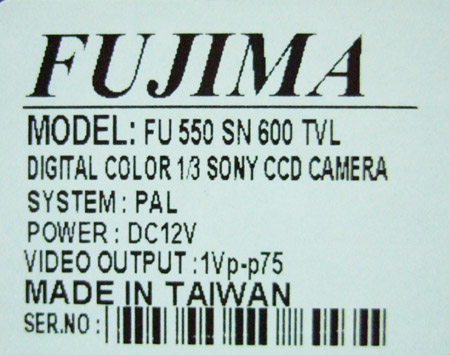 FUJIMA
MODEL: FU 550 SN 600 TVL
DIGITAL COLOR 1/3 SONY CCD CAMERA
SYSTEM : PAL
POWER : DC12V
VIDEO OUTPUT :1Vp-p75
MADE IN TAIWAN
SER.NO :